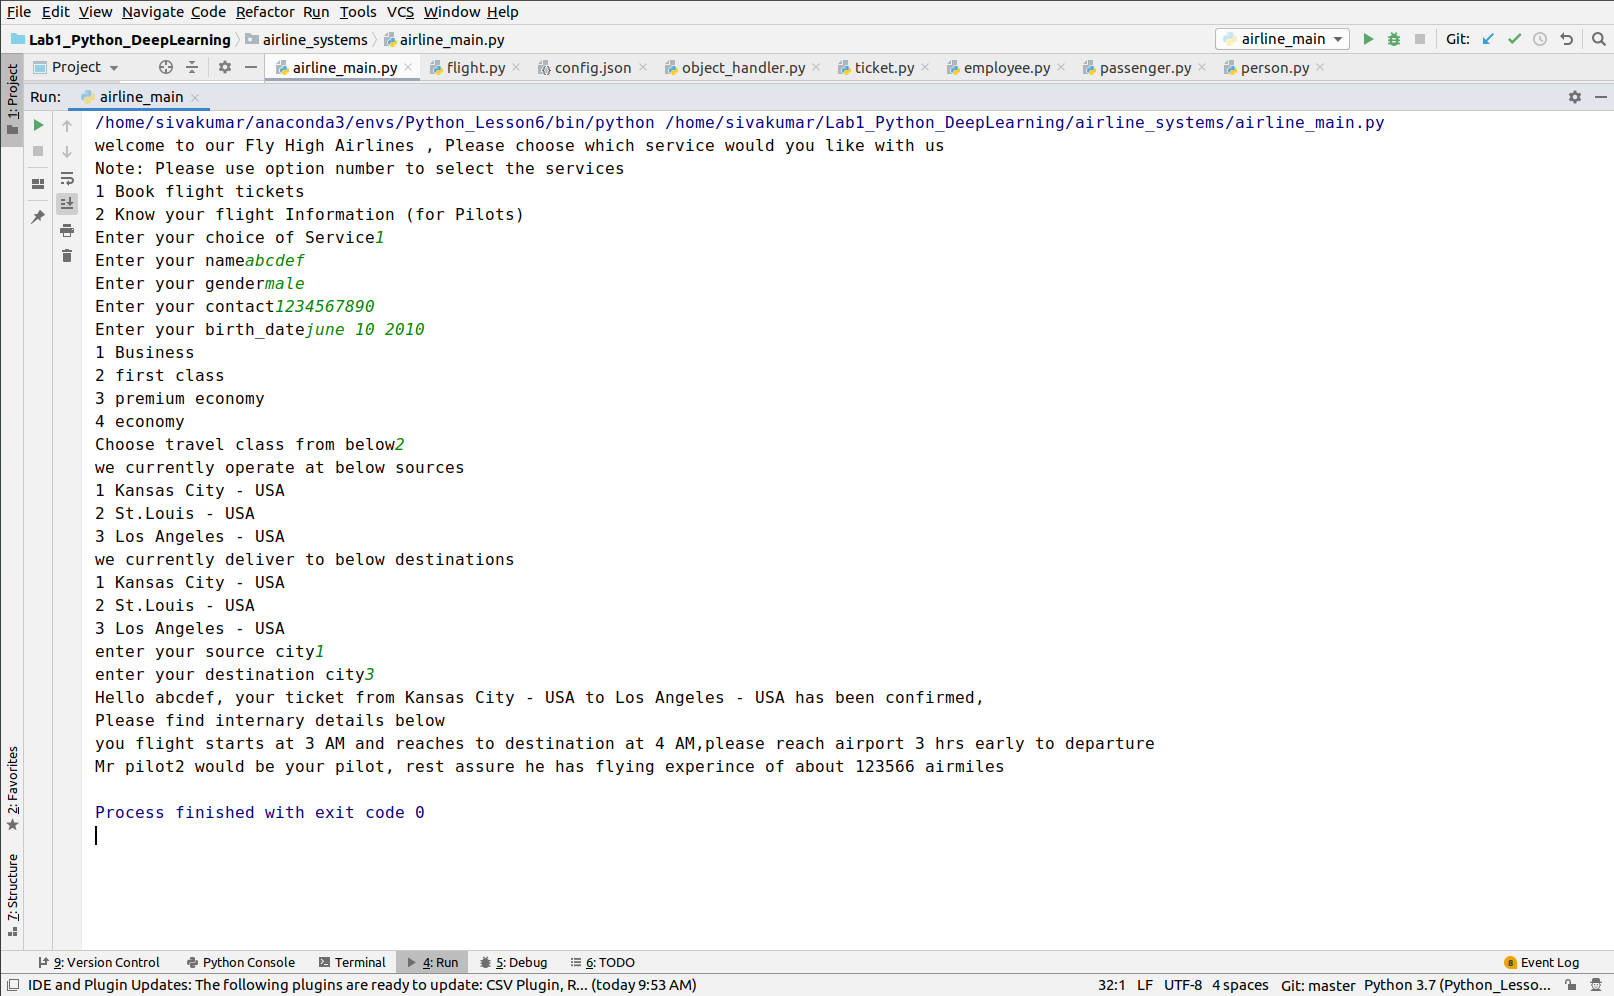 File Edit View Navigate Code Refactor Run Tools VCS Window Help
Lab1_Python_DeepLearning airline_systems airline_main.py airline_main Git:
1: Project
Project airline_main.py flight.py config.json object_handler.py ticket.py employee.py passenger.py person.py
Run: airline_main
/home/sivakumar/anaconda3/envs/Python_Lesson6/bin/python /home/sivakumar/Lab1_Python_DeepLearning/airline_systems/airline_main.py
welcome to our Fly High Airlines , Please choose which service would you like with us
Note: Please use option number to select the services
1 Book flight tickets
2 Know your flight Information (for Pilots)
Enter your choice of Service1
Enter your nameabcdef
Enter your gendermale
Enter your contact1234567890
Enter your birth_datejune 10 2010
1 Business
2 first class
3 premium economy
4 economy
Choose travel class from below2
we currently operate at below sources
1 Kansas City - USA
2 St.Louis - USA
3 Los Angeles - USA
we currently deliver to below destinations
1 Kansas City - USA
2 St.Louis - USA
3 Los Angeles - USA
enter your source city1
enter your destination city3
Hello abcdef, your ticket from Kansas City - USA to Los Angeles - USA has been confirmed,
Please find internary details below
you flight starts at 3 AM and reaches to destination at 4 AM,please reach airport 3 hrs early to departure
Mr pilot2 would be your pilot, rest assure he has flying experince of about 123566 airmiles
Process finished with exit code 0
2: Favorites
7: Structure
9: Version Control Python Console Terminal 4: Run 5: Debug 6: TODO 8 Event Log
IDE and Plugin Updates: The following plugins are ready to update: CSV Plugin, R... (today 9:53 AM) 32:1 LF UTF-8 4 spaces Git: master Python 3.7 (Python_Lesso...